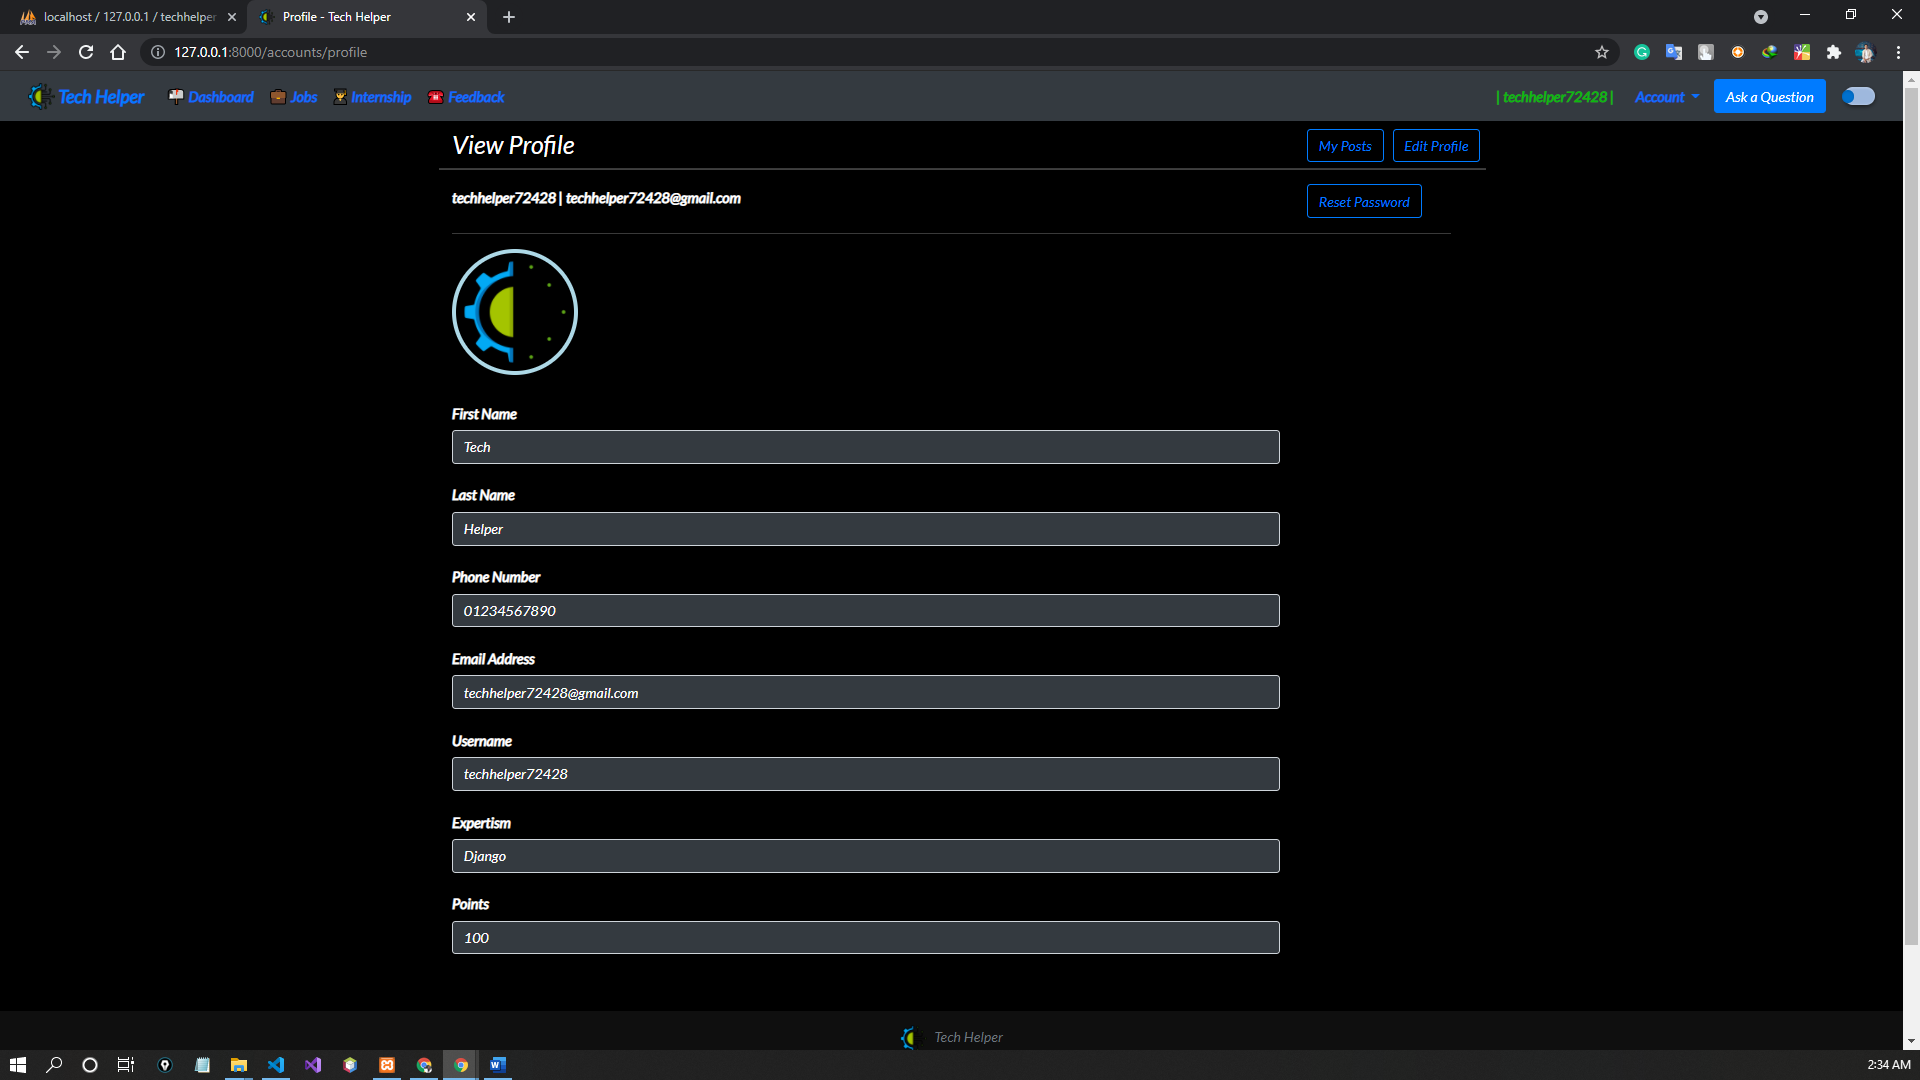 localhost / 127.0.0.1 / techhelper
Profile - Tech Helper
127.0.0.1:8000/accounts/profile
Tech Helper Dashboard Jobs Internship Feedback | techhelper72428 | Account Ask a Question
View Profile My Posts Edit Profile
techhelper72428 | techhelper72428@gmail.com Reset Password
First Name
Tech
Last Name
Helper
Phone Number
01234567890
Email Address
techhelper72428@gmail.com
Username
techhelper72428
Expertism
Django
Points
100
Tech Helper
2:34 AM